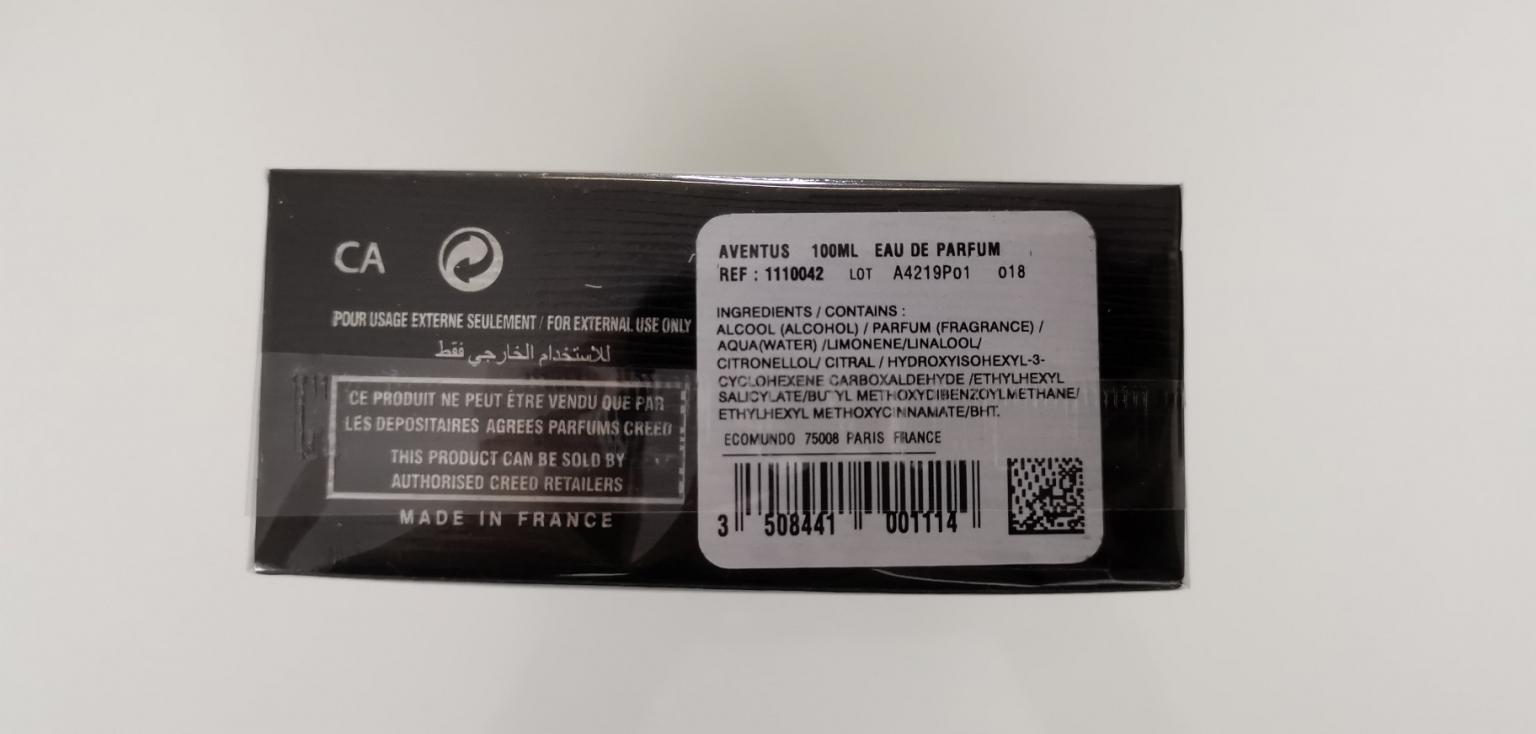 CA
POUR USAGE EXTERNE SEULEMENT / FOR EXTERNAL USE ONLY
للاستخدام الخارجي فقط
CE PRODUIT NE PEUT ÊTRE VENDU QUE PAR
LES DEPOSITAIRES AGREES PARFUMS CREED
THIS PRODUCT CAN BE SOLD BY
AUTHORISED CREED RETAILERS
MADE IN FRANCE
AVENTUS 100ML EAU DE PARFUM
REF : 1110042 LOT A4219P01 018
INGREDIENTS / CONTAINS :
ALCOOL (ALCOHOL) / PARFUM (FRAGRANCE) /
AQUA(WATER) /LIMONENE/LINALOOL/
CITRONELLOL/ CITRAL / HYDROXYISOHEXYL-3-
CYCLOHEXENE CARBOXALDEHYDE /ETHYLHEXYL
SALICYLATE/BUTYL METHOXYDIBENZOYLMETHANE/
ETHYLHEXYL METHOXYCINNAMATE/BHT.
ECOMUNDO 75008 PARIS FRANCE
3 508441 001114